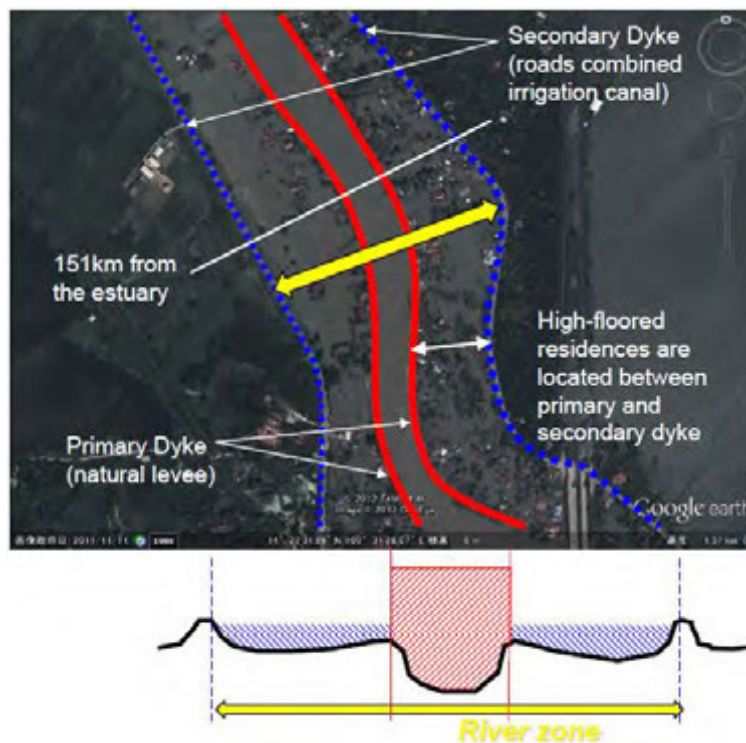 Secondary Dyke
(roads combined
irrigation canal)
151km from
the estuary
High-floored
residences are
located between
primary and
secondary dyke
Primary Dyke
(natural levee)
Google earth
River zone